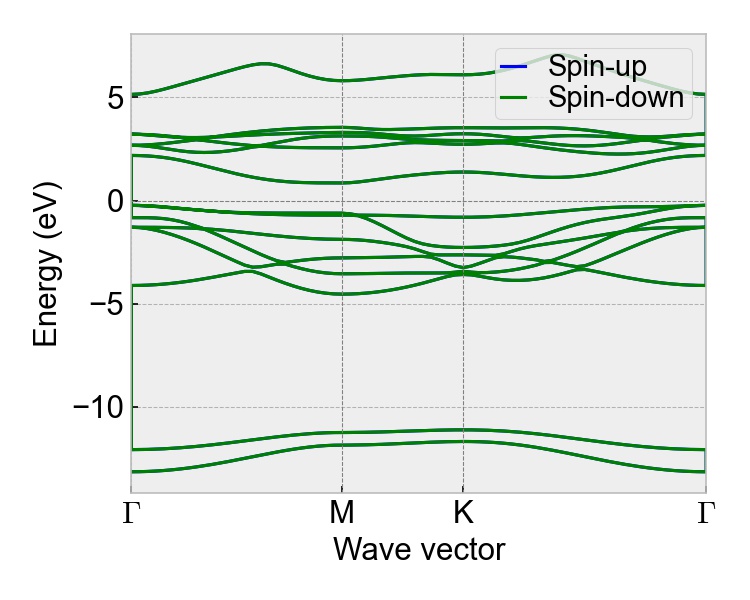 Spin-up
Spin-down
5
0
−5
−10
Energy (eV)
Γ M K Γ
Wave vector